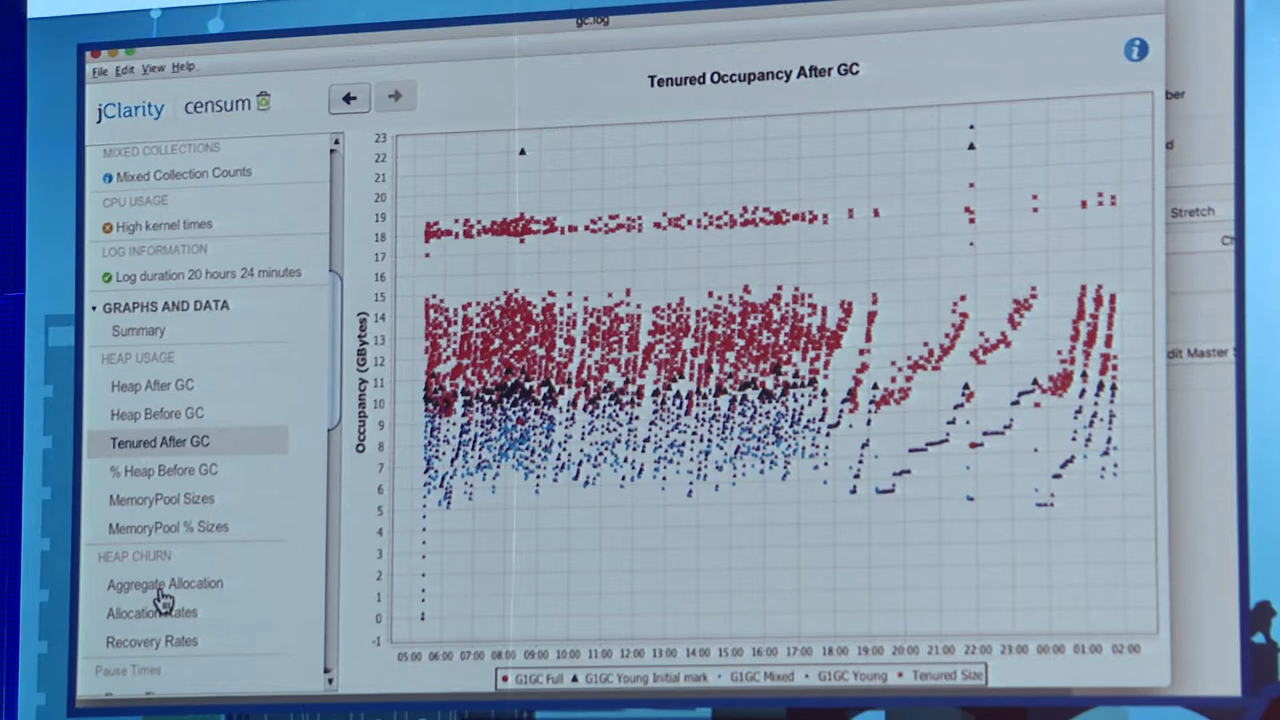 gc.log
File Edit View Help
jClarity censum
MIXED COLLECTIONS
Mixed Collection Counts
CPU USAGE
High kernel times
LOG INFORMATION
Log duration 20 hours 24 minutes
GRAPHS AND DATA
Summary
HEAP USAGE
Heap After GC
Heap Before GC
Tenured After GC
% Heap Before GC
MemoryPool Sizes
MemoryPool % Sizes
HEAP CHURN
Aggregate Allocation
Allocation Rates
Recovery Rates
Pause Times
Tenured Occupancy After GC
i
Occupancy (GBytes)
23
22
21
20
19
18
17
16
15
14
13
12
11
10
9
8
7
6
5
4
3
2
1
0
-1
05:00 06:00 07:00 08:00 09:00 10:00 11:00 12:00 13:00 14:00 15:00 16:00 17:00 18:00 19:00 20:00 21:00 22:00 23:00 00:00 01:00 02:00
G1GC Full G1GC Young Initial mark G1GC Mixed G1GC Young Tenured Size
ber
d
Stretch
Ch
dit Master